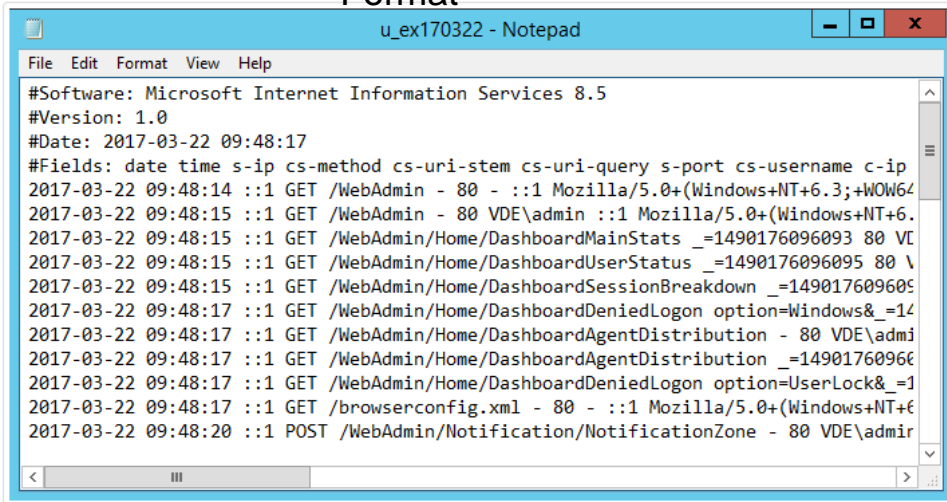 Format
u_ex170322 - Notepad
File Edit Format View Help
#Software: Microsoft Internet Information Services 8.5
#Version: 1.0
#Date: 2017-03-22 09:48:17
#Fields: date time s-ip cs-method cs-uri-stem cs-uri-query s-port cs-username c-ip
2017-03-22 09:48:14 ::1 GET /WebAdmin - 80 - ::1 Mozilla/5.0+(Windows+NT+6.3;+WOW64
2017-03-22 09:48:15 ::1 GET /WebAdmin - 80 VDE\admin ::1 Mozilla/5.0+(Windows+NT+6.
2017-03-22 09:48:15 ::1 GET /WebAdmin/Home/DashboardMainStats _=1490176096093 80 VD
2017-03-22 09:48:15 ::1 GET /WebAdmin/Home/DashboardUserStatus _=1490176096095 80 \
2017-03-22 09:48:15 ::1 GET /WebAdmin/Home/DashboardSessionBreakdown _=149017609609
2017-03-22 09:48:17 ::1 GET /WebAdmin/Home/DashboardDeniedLogon option=Windows&_=14
2017-03-22 09:48:17 ::1 GET /WebAdmin/Home/DashboardAgentDistribution - 80 VDE\admi
2017-03-22 09:48:17 ::1 GET /WebAdmin/Home/DashboardAgentDistribution _=14901760960
2017-03-22 09:48:17 ::1 GET /WebAdmin/Home/DashboardDeniedLogon option=UserLock&_=1
2017-03-22 09:48:17 ::1 GET /browserconfig.xml - 80 - ::1 Mozilla/5.0+(Windows+NT+6
2017-03-22 09:48:20 ::1 POST /WebAdmin/Notification/NotificationZone - 80 VDE\admin